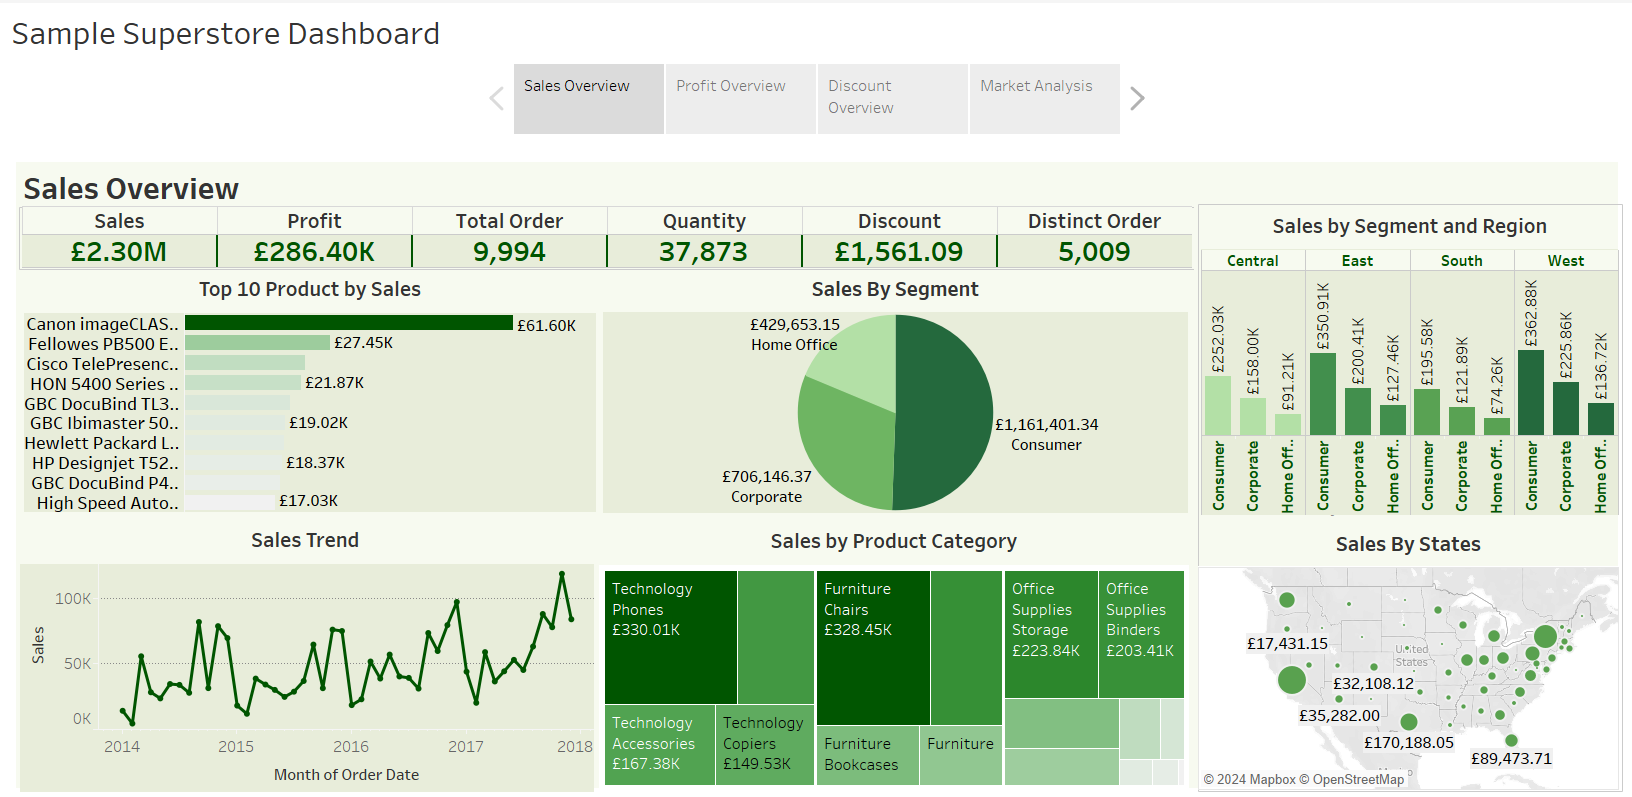 Sample Superstore Dashboard
Sales Overview
Profit Overview
Discount
Overview
Market Analysis
Sales Overview
Sales
Profit
Total Order
Quantity
Discount
Distinct Order
£2.30M
£286.40K
9,994
37,873
£1,561.09
5,009
Top 10 Product by Sales
Canon imageCLAS..
£61.60K
Fellowes PB500 E..
£27.45K
Cisco TelePresenc..
HON 5400 Series ..
£21.87K
GBC DocuBind TL3..
GBC Ibimaster 50..
£19.02K
Hewlett Packard L..
HP Designjet T52..
£18.37K
GBC DocuBind P4..
High Speed Auto..
£17.03K
Sales By Segment
£429,653.15
Home Office
£1,161,401.34
Consumer
£706,146.37
Corporate
Sales by Segment and Region
Central
East
South
West
£252.03K
£158.00K
£91.21K
£350.91K
£200.41K
£127.46K
£195.58K
£121.89K
£74.26K
£362.88K
£225.86K
£136.72K
Consumer
Corporate
Home Off..
Consumer
Corporate
Home Off..
Consumer
Corporate
Home Off..
Consumer
Corporate
Home Off..
Sales Trend
Sales
100K
50K
0K
2014
2015
2016
2017
2018
Month of Order Date
Sales by Product Category
Technology
Phones
£330.01K
Technology
Accessories
£167.38K
Technology
Copiers
£149.53K
Furniture
Chairs
£328.45K
Furniture
Bookcases
Furniture
Office
Supplies
Storage
£223.84K
Office
Supplies
Binders
£203.41K
Sales By States
£17,431.15
United
States
£32,108.12
£35,282.00
£170,188.05
£89,473.71
© 2024 Mapbox © OpenStreetMap